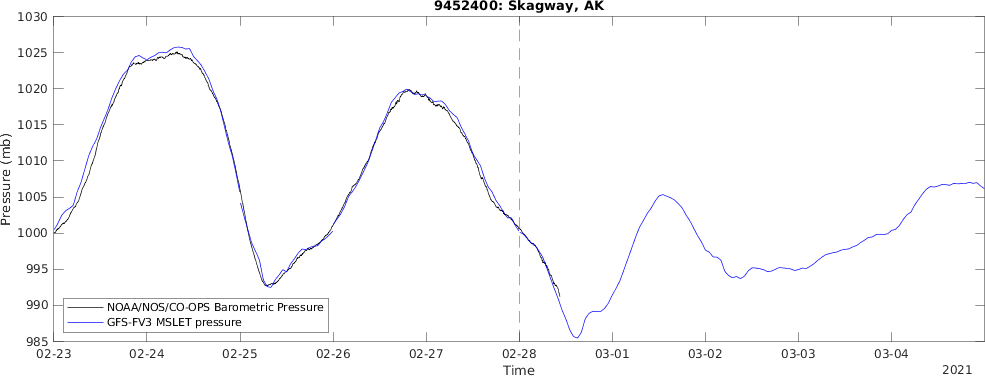 9452400: Skagway, AK
Pressure (mb)
1030
1025
1020
1015
1010
1005
1000
995
990
985
NOAA/NOS/CO-OPS Barometric Pressure
GFS-FV3 MSLET pressure
02-23 02-24 02-25 02-26 02-27 02-28 03-01 03-02 03-03 03-04
Time
2021